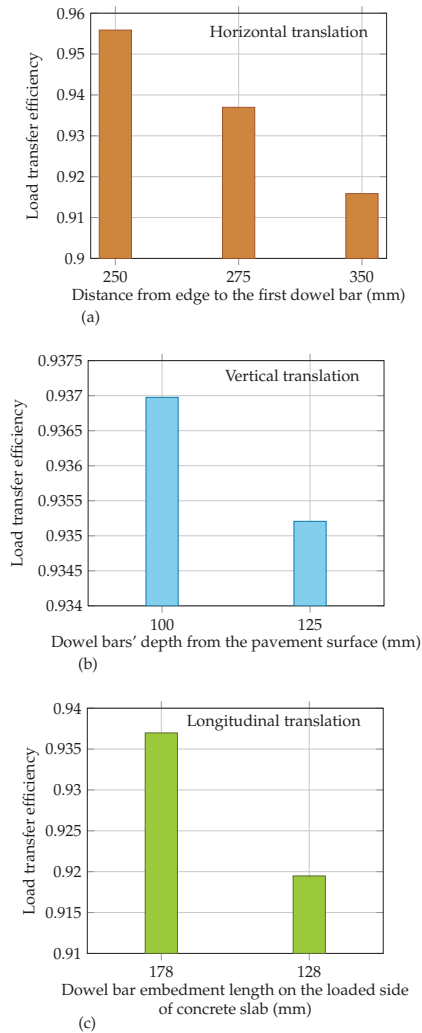 0.96
0.95
0.94
0.93
0.92
0.91
0.9
Load transfer efficiency
Horizontal translation
250 275 350
Distance from edge to the first dowel bar (mm)
(a)
0.9375
0.937
0.9365
0.936
0.9355
0.935
0.9345
0.934
Load transfer efficiency
Vertical translation
100 125
Dowel bars' depth from the pavement surface (mm)
(b)
0.94
0.935
0.93
0.925
0.92
0.915
0.91
Load transfer efficiency
Longitudinal translation
178 128
Dowel bar embedment length on the loaded side
of concrete slab (mm)
(c)